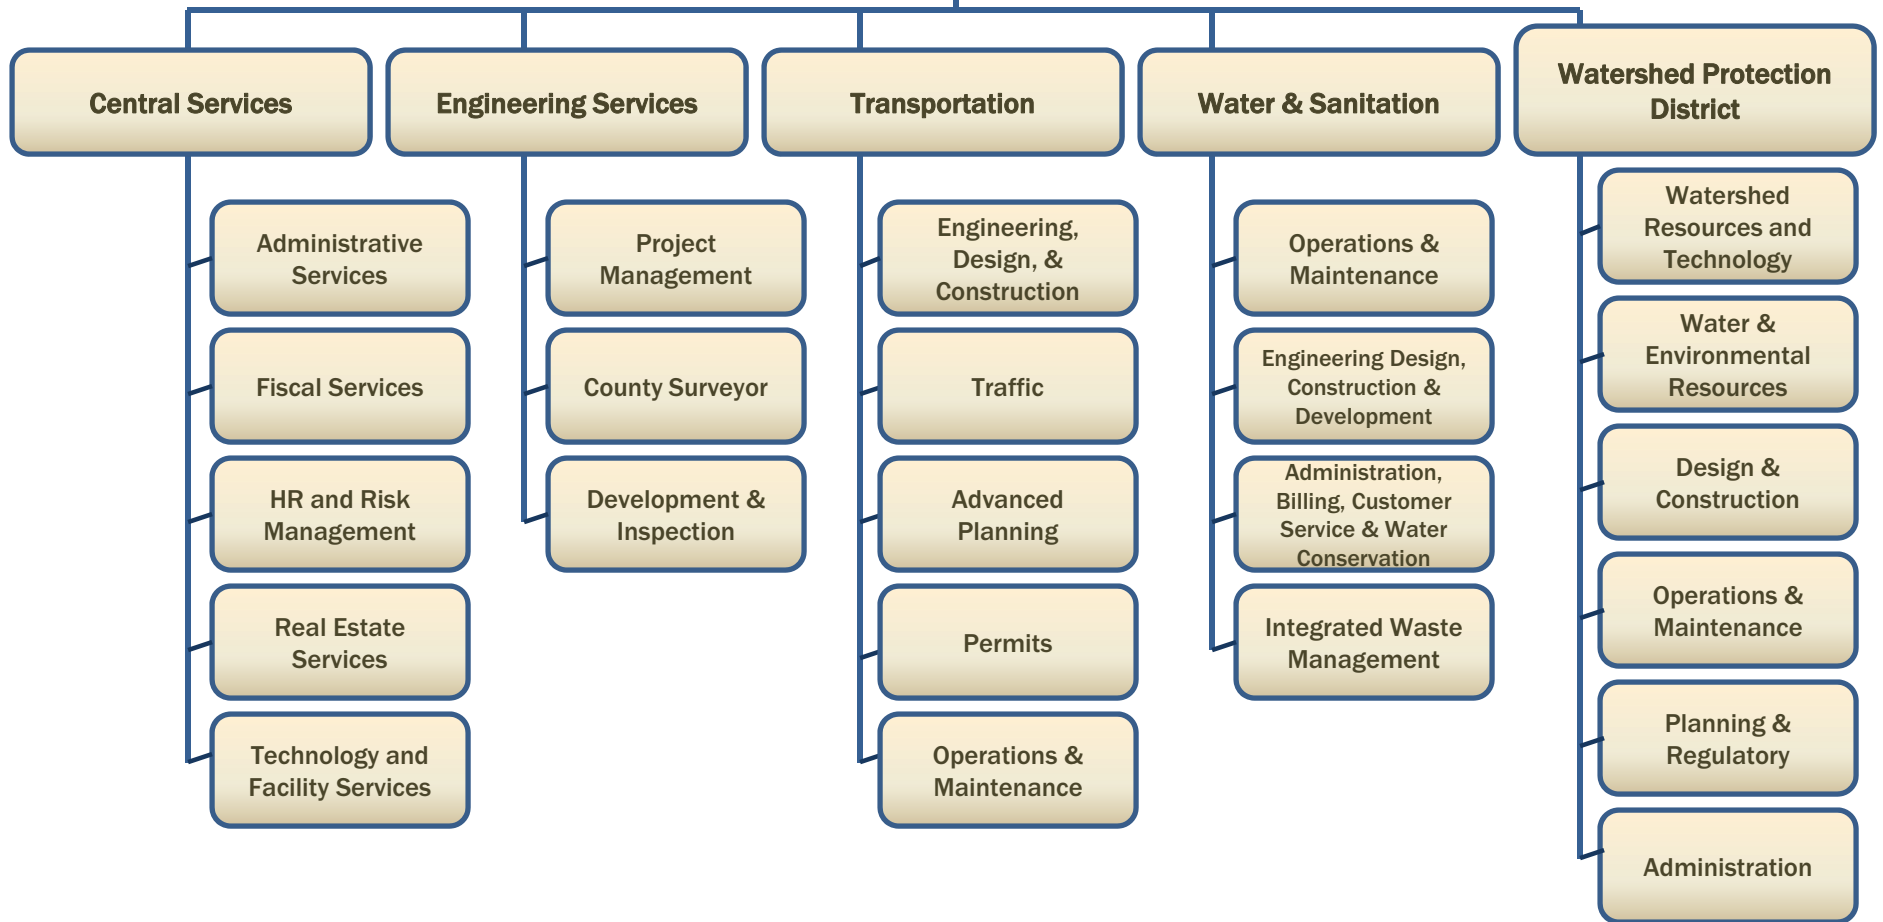 Central Services
Engineering Services
Transportation
Water & Sanitation
Watershed Protection
District
Administrative
Services
Fiscal Services
HR and Risk
Management
Real Estate
Services
Technology and
Facility Services
Project
Management
County Surveyor
Development &
Inspection
Engineering,
Design, &
Construction
Traffic
Advanced
Planning
Permits
Operations &
Maintenance
Operations &
Maintenance
Engineering Design,
Construction &
Development
Administration,
Billing, Customer
Service & Water
Conservation
Integrated Waste
Management
Watershed
Resources and
Technology
Water &
Environmental
Resources
Design &
Construction
Operations &
Maintenance
Planning &
Regulatory
Administration